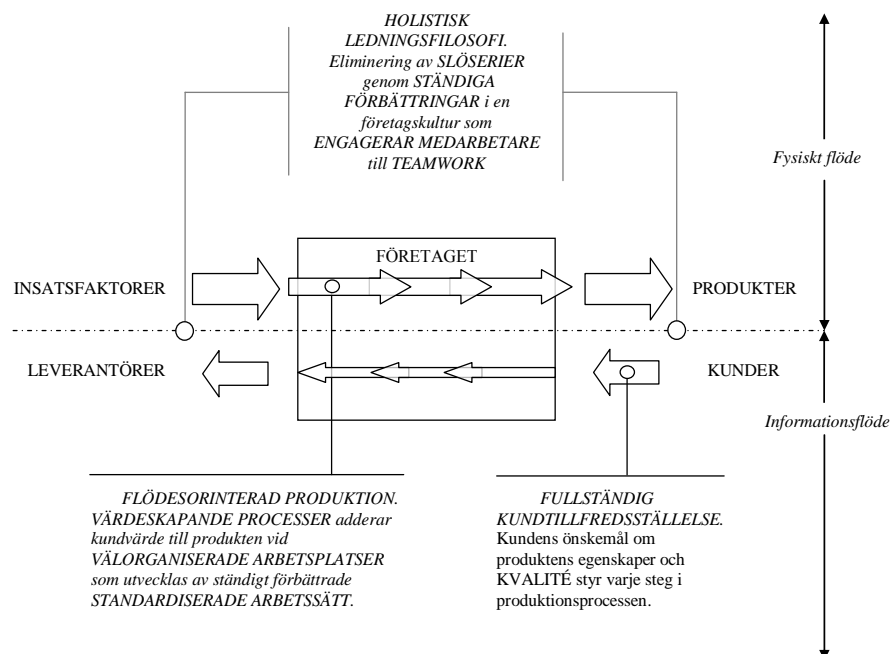 HOLISTISK
LEDNINGSFILOSOFI.
Eliminering av SLÖSERIER
genom STÄNDIGA
FÖRBÄTTRINGAR i en
företagskultur som
ENGAGERAR MEDARBETARE
till TEAMWORK
Fysiskt flöde
FÖRETAGET
INSATSFAKTORER
PRODUKTER
LEVERANTÖRER
KUNDER
Informationsflöde
FLÖDESORINTERAD PRODUKTION.
VÄRDESKAPANDE PROCESSER adderar
kundvärde till produkten vid
VÄLORGANISERADE ARBETSPLATSER
som utvecklas av ständigt förbättrade
STANDARDISERADE ARBETSSÄTT.
FULLSTÄNDIG
KUNDTILLFREDSSTÄLLELSE.
Kundens önskemål om
produktens egenskaper och
KVALITÉ styr varje steg i
produktionsprocessen.